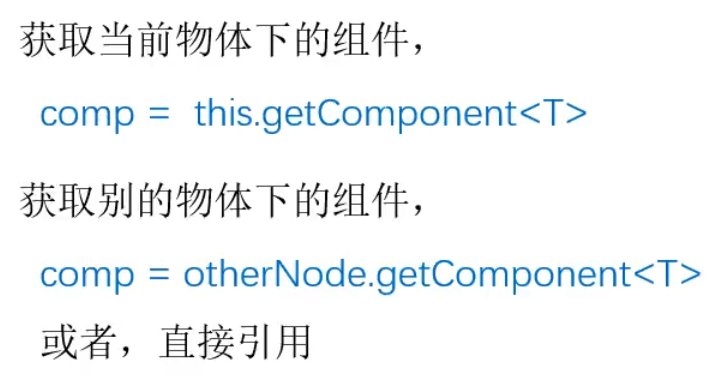 获取当前物体下的组件，
comp = this.getComponent<T>
获取别的物体下的组件，
comp = otherNode.getComponent<T>
或者，直接引用